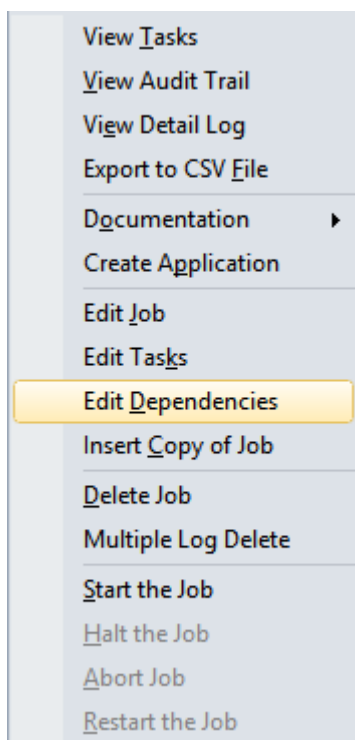 View Tasks
View Audit Trail
View Detail Log
Export to CSV File
Documentation
Create Application
Edit Job
Edit Tasks
Edit Dependencies
Insert Copy of Job
Delete Job
Multiple Log Delete
Start the Job
Halt the Job
Abort Job
Restart the Job